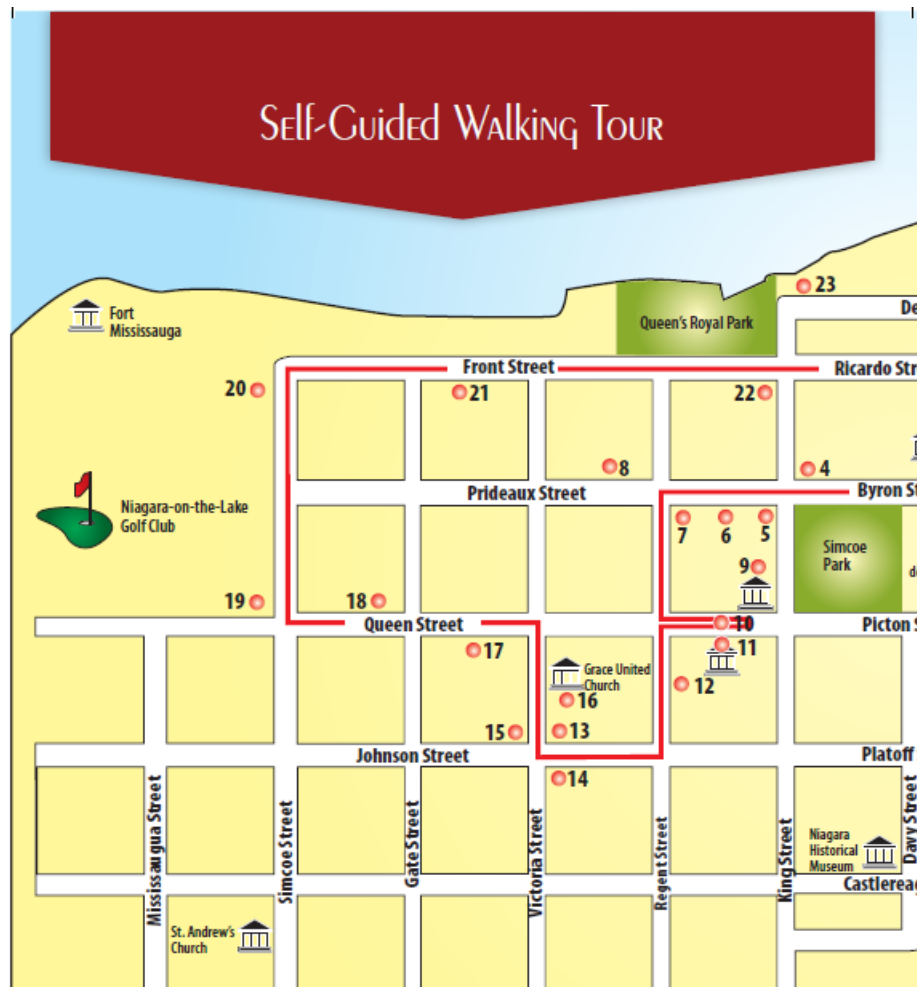 Self-Guided Walking Tour
23
Fort
Mississauga
Queen's Royal Park
De
Front Street
Ricardo Str
20
21
22
8
4
Prideaux Street
Byron St
Niagara-on-the-Lake
Golf Club
7
6
5
Simcoe
Park
9
d
19
18
Queen Street
10
Picton S
17
11
Grace United
Church
12
16
15
13
Johnson Street
Platoff
14
Mississaugua Street
Simcoe Street
Gate Street
Victoria Street
Regent Street
King Street
Davy Street
Niagara
Historical
Museum
Castlereag
St. Andrew's
Church